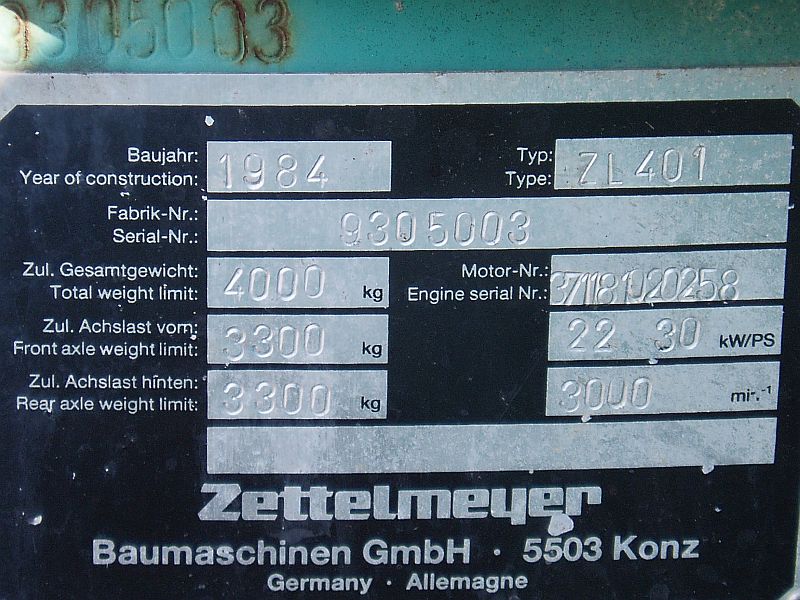 9305003
Baujahr: Typ:
Year of construction: 1984 Type: ZL 401
Fabrik-Nr.:
Serial-Nr.: 9305003
Zul. Gesamtgewicht: Motor-Nr.:
Total weight limit: 4000 kg Engine serial Nr.:
Zul. Achslast vorn:
Front axle weight limit: 3300 kg 22 30 kW/PS
Zul. Achslast hinten:
Rear axle weight limit: 3300 kg 3000 min.-1
Zettelmeyer
Baumaschinen GmbH · 5503 Konz
Germany · Allemagne